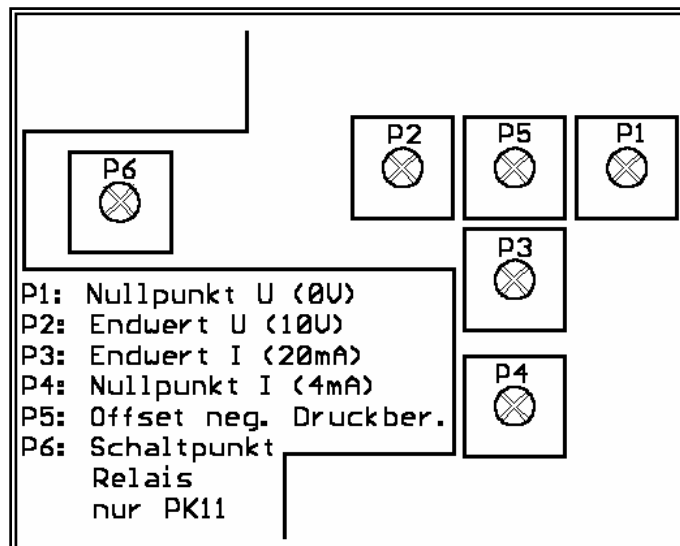 P2 P5 P1
P6
P3
P1: Nullpunkt U (0V)
P2: Endwert U (10V)
P3: Endwert I (20mA)
P4: Nullpunkt I (4mA)
P4
P5: Offset neg. Druckber.
P6: Schaltpunkt
Relais
nur PK11